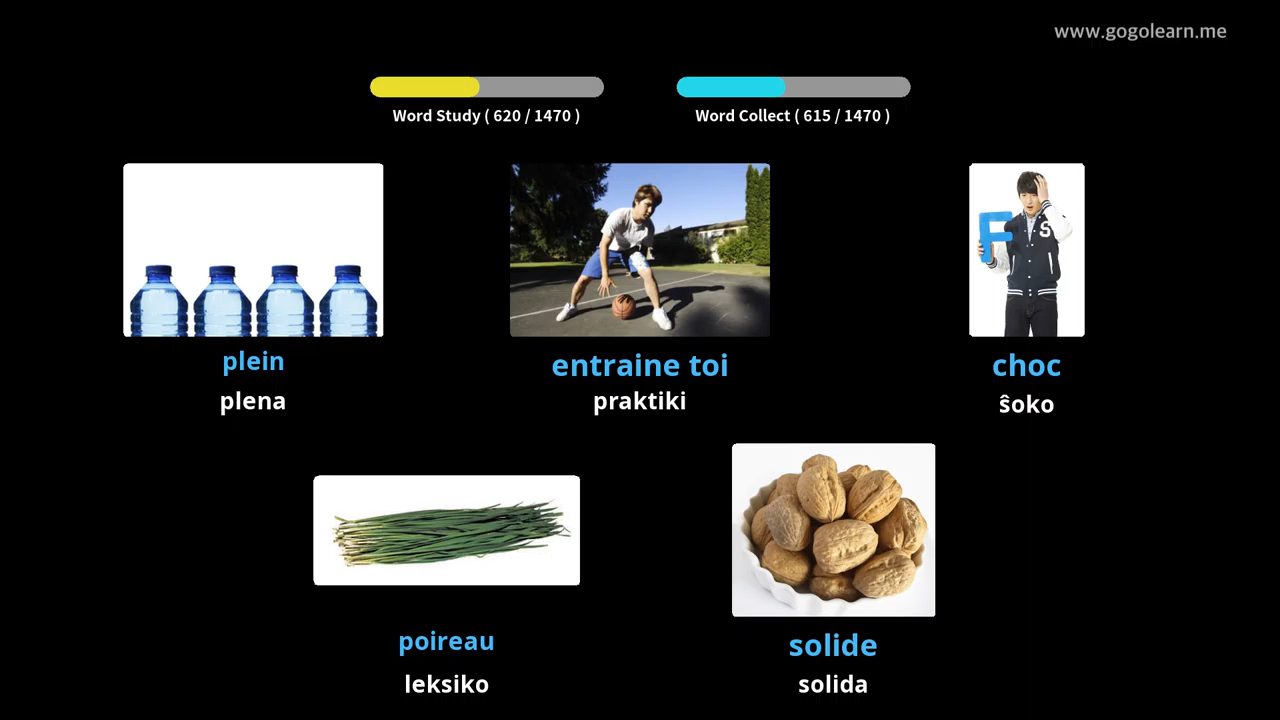 www.gogolearn.me
Word Study ( 620 / 1470 )
Word Collect ( 615 / 1470 )
F
S
plein
entraine toi
choc
plena
praktiki
ŝoko
poireau
solide
leksiko
solida